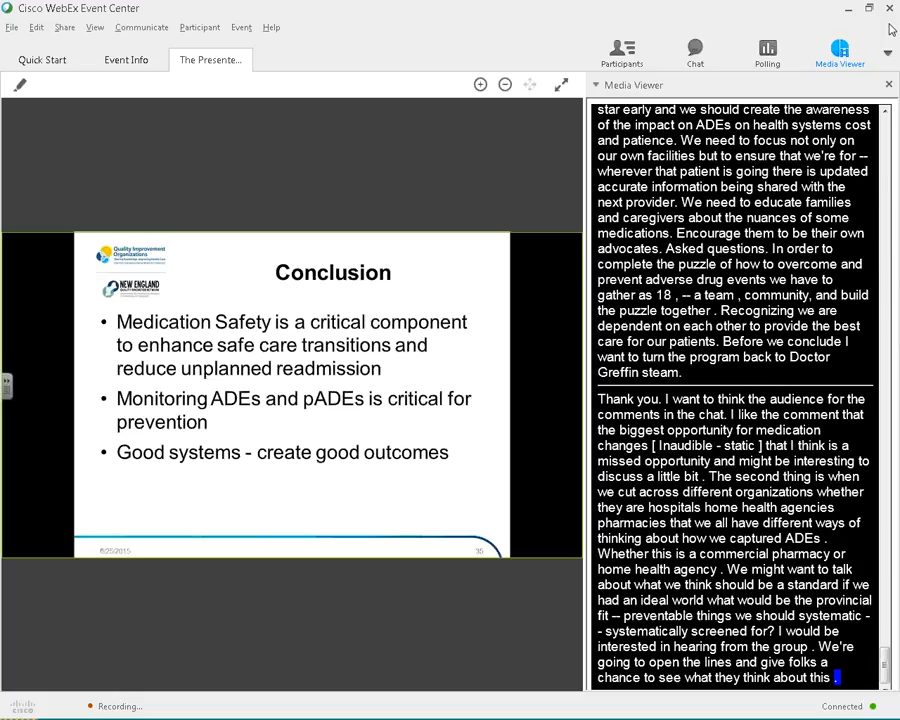 Cisco WebEx Event Center
File Edit Share View Communicate Participant Event Help
Quick Start
Event Info
The Presente...
Participants
Chat
Polling
Media Viewer
Media Viewer
Quality Improvement
Organizations
NEW ENGLAND
Conclusion
• Medication Safety is a critical component
to enhance safe care transitions and
reduce unplanned readmission
• Monitoring ADEs and pADEs is critical for
prevention
• Good systems - create good outcomes
6/25/2015
35
star early and we should create the awareness
of the impact on ADEs on health systems cost
and patience. We need to focus not only on
our own facilities but to ensure that we're for --
wherever that patient is going there is updated
accurate information being shared with the
next provider. We need to educate families
and caregivers about the nuances of some
medications. Encourage them to be their own
advocates. Asked questions. In order to
complete the puzzle of how to overcome and
prevent adverse drug events we have to
gather as 18 , -- a team , community, and build
the puzzle together . Recognizing we are
dependent on each other to provide the best
care for our patients. Before we conclude I
want to turn the program back to Doctor
Greffin steam.
Thank you. I want to think the audience for the
comments in the chat. I like the comment that
the biggest opportunity for medication
changes [ Inaudible - static ] that I think is a
missed opportunity and might be interesting to
discuss a little bit . The second thing is when
we cut across different organizations whether
they are hospitals home health agencies
pharmacies that we all have different ways of
thinking about how we captured ADEs .
Whether this is a commercial pharmacy or
home health agency . We might want to talk
about what we think should be a standard if we
had an ideal world what would be the provincial
fit -- preventable things we should systematic -
- systematically screened for? I would be
interested in hearing from the group . We're
going to open the lines and give folks a
chance to see what they think about this .
cisco
Recording...
Connected